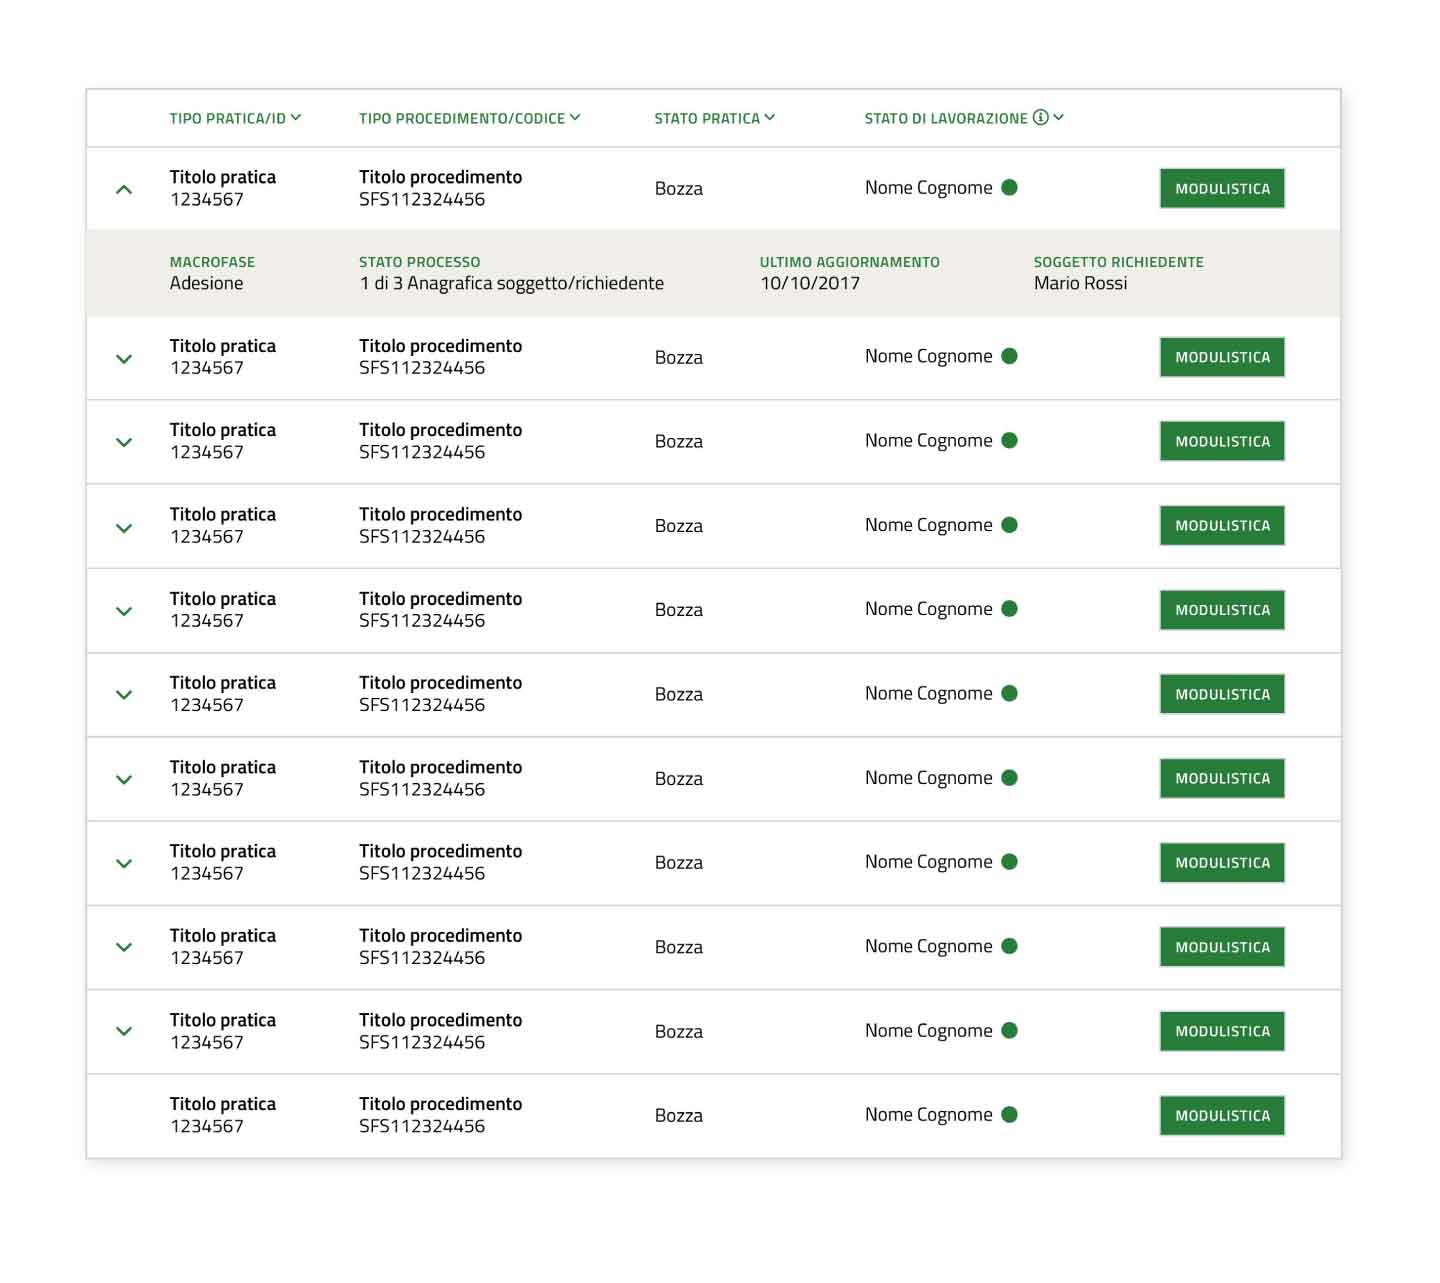 TIPO PRATICA/ID TIPO PROCEDIMENTO/CODICE STATO PRATICA STATO DI LAVORAZIONE
Titolo pratica Titolo procedimento
1234567 SFS112324456 Bozza Nome Cognome MODULISTICA
MACROFASE STATO PROCESSO ULTIMO AGGIORNAMENTO SOGGETTO RICHIEDENTE
Adesione 1 di 3 Anagrafica soggetto/richiedente 10/10/2017 Mario Rossi
Titolo pratica Titolo procedimento
1234567 SFS112324456 Bozza Nome Cognome MODULISTICA
Titolo pratica Titolo procedimento
1234567 SFS112324456 Bozza Nome Cognome MODULISTICA
Titolo pratica Titolo procedimento
1234567 SFS112324456 Bozza Nome Cognome MODULISTICA
Titolo pratica Titolo procedimento
1234567 SFS112324456 Bozza Nome Cognome MODULISTICA
Titolo pratica Titolo procedimento
1234567 SFS112324456 Bozza Nome Cognome MODULISTICA
Titolo pratica Titolo procedimento
1234567 SFS112324456 Bozza Nome Cognome MODULISTICA
Titolo pratica Titolo procedimento
1234567 SFS112324456 Bozza Nome Cognome MODULISTICA
Titolo pratica Titolo procedimento
1234567 SFS112324456 Bozza Nome Cognome MODULISTICA
Titolo pratica Titolo procedimento
1234567 SFS112324456 Bozza Nome Cognome MODULISTICA
Titolo pratica Titolo procedimento
1234567 SFS112324456 Bozza Nome Cognome MODULISTICA